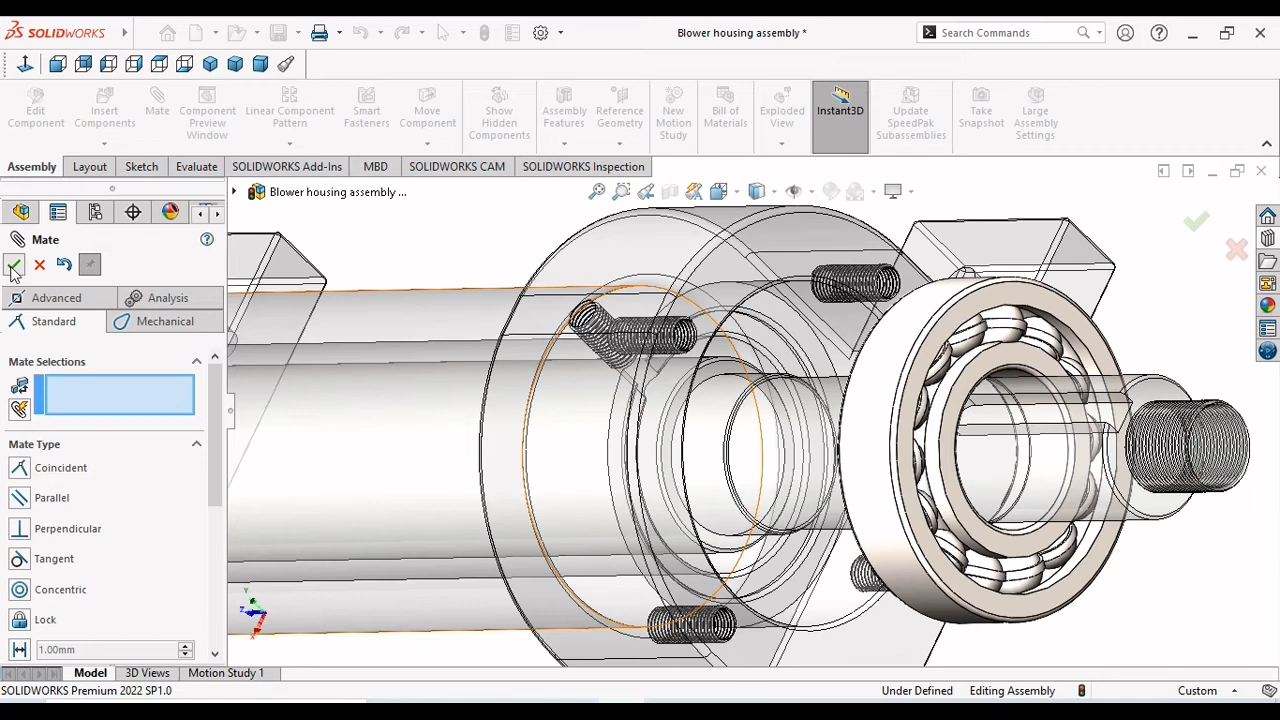 SOLIDWORKS
Blower housing assembly *
Search Commands
Edit Component
Insert Components
Mate
Component Preview Window
Linear Component Pattern
Smart Fasteners
Move Component
Show Hidden Components
Assembly Features
Reference Geometry
New Motion Study
Bill of Materials
Exploded View
Instant3D
Update SpeedPak Subassemblies
Take Snapshot
Large Assembly Settings
Assembly
Layout
Sketch
Evaluate
SOLIDWORKS Add-Ins
MBD
SOLIDWORKS CAM
SOLIDWORKS Inspection
Blower housing assembly ...
Mate
Advanced
Analysis
Standard
Mechanical
Mate Selections
Mate Type
Coincident
Parallel
Perpendicular
Tangent
Concentric
Lock
1.00mm
Y
Z
X
Model
3D Views
Motion Study 1
SOLIDWORKS Premium 2022 SP1.0
Under Defined
Editing Assembly
Custom